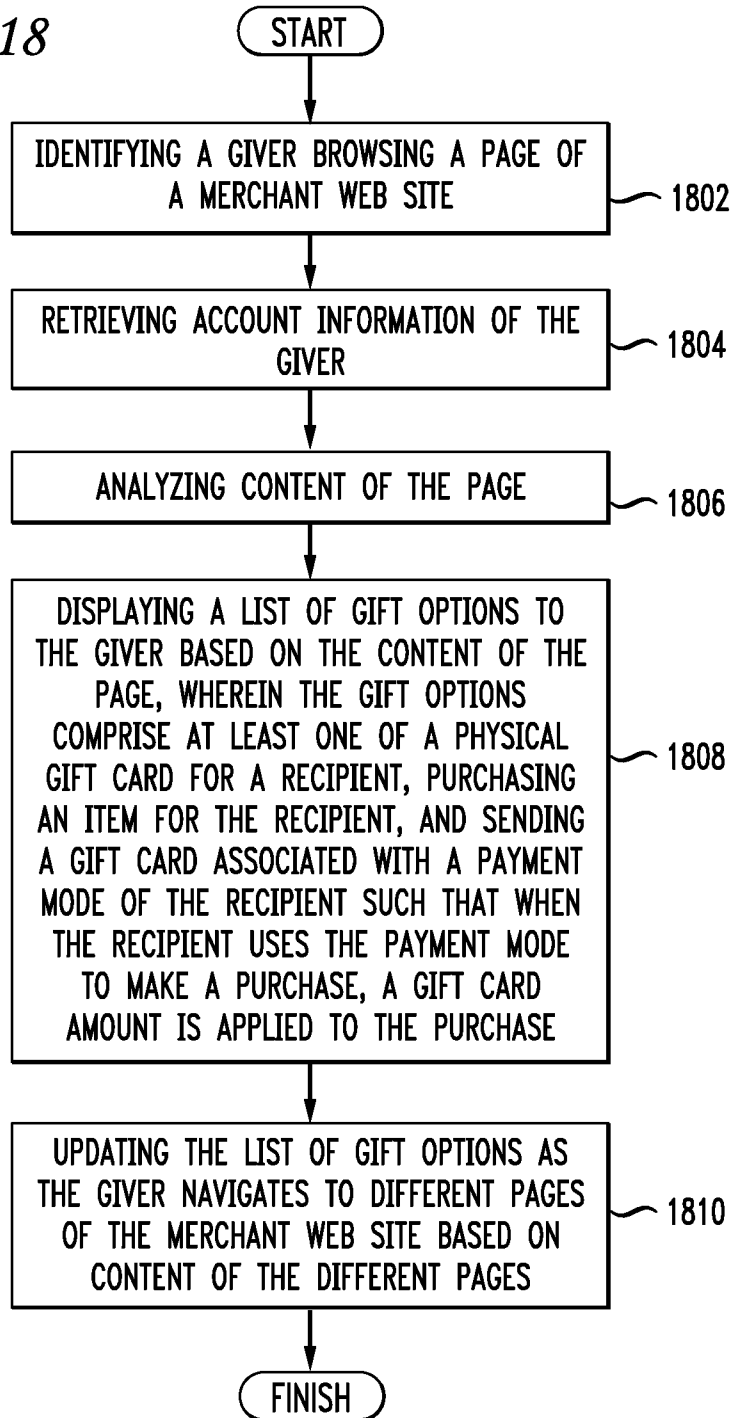 18
START
IDENTIFYING A GIVER BROWSING A PAGE OF
A MERCHANT WEB SITE
1802
RETRIEVING ACCOUNT INFORMATION OF THE
GIVER
1804
ANALYZING CONTENT OF THE PAGE
1806
DISPLAYING A LIST OF GIFT OPTIONS TO
THE GIVER BASED ON THE CONTENT OF THE
PAGE, WHEREIN THE GIFT OPTIONS
COMPRISE AT LEAST ONE OF A PHYSICAL
GIFT CARD FOR A RECIPIENT, PURCHASING
AN ITEM FOR THE RECIPIENT, AND SENDING
A GIFT CARD ASSOCIATED WITH A PAYMENT
MODE OF THE RECIPIENT SUCH THAT WHEN
THE RECIPIENT USES THE PAYMENT MODE
TO MAKE A PURCHASE, A GIFT CARD
AMOUNT IS APPLIED TO THE PURCHASE
1808
UPDATING THE LIST OF GIFT OPTIONS AS
THE GIVER NAVIGATES TO DIFFERENT PAGES
OF THE MERCHANT WEB SITE BASED ON
CONTENT OF THE DIFFERENT PAGES
1810
FINISH